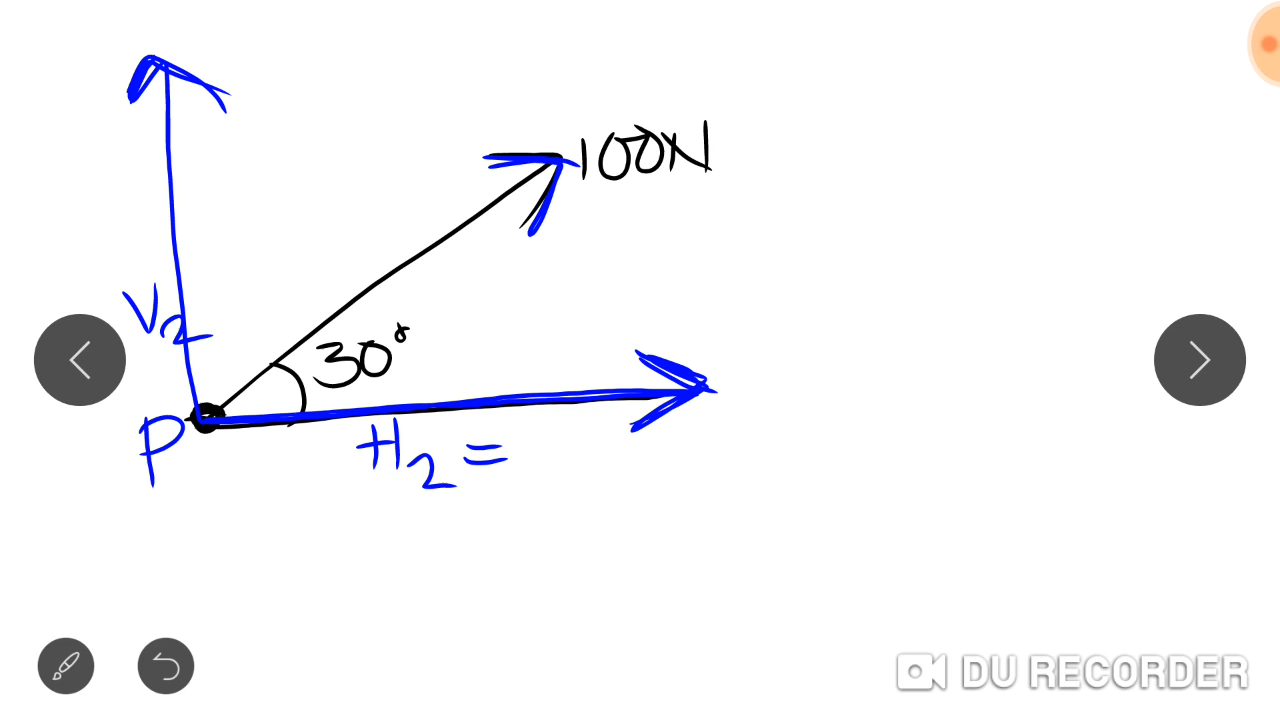 100N
V2
30°
P
H2 =
DU RECORDER